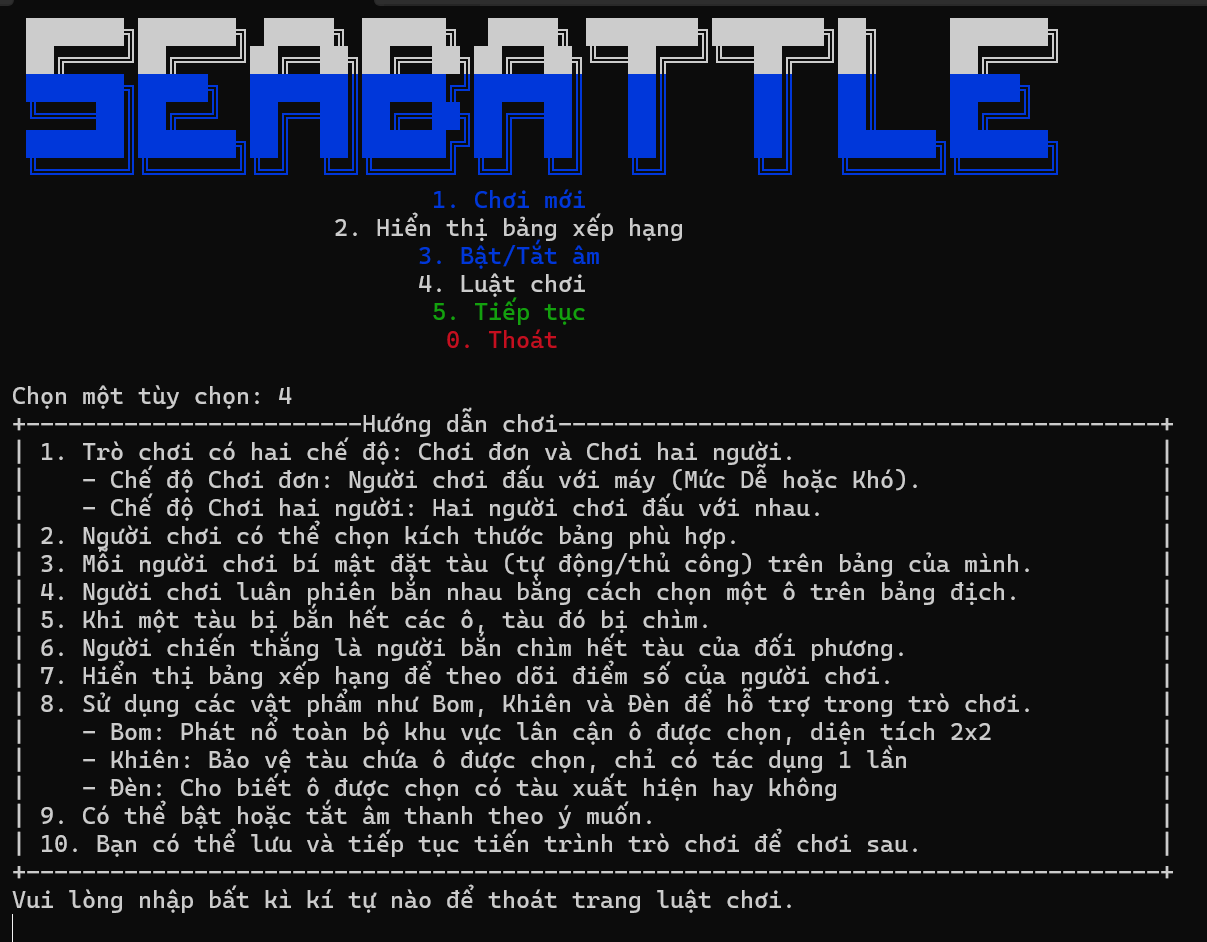 SEABATTLE
1. Chơi mới
2. Hiển thị bảng xếp hạng
3. Bật/Tắt âm
4. Luật chơi
5. Tiếp tục
0. Thoát
Chọn một tùy chọn: 4
+------------------------Hướng dẫn chơi-------------------------------------------+
| 1. Trò chơi có hai chế độ: Chơi đơn và Chơi hai người. |
| - Chế độ Chơi đơn: Người chơi đấu với máy (Mức Dễ hoặc Khó). |
| - Chế độ Chơi hai người: Hai người chơi đấu với nhau. |
| 2. Người chơi có thể chọn kích thước bảng phù hợp. |
| 3. Mỗi người chơi bí mật đặt tàu (tự động/thủ công) trên bảng của mình. |
| 4. Người chơi luân phiên bắn nhau bằng cách chọn một ô trên bảng địch. |
| 5. Khi một tàu bị bắn hết các ô, tàu đó bị chìm. |
| 6. Người chiến thắng là người bắn chìm hết tàu của đối phương. |
| 7. Hiển thị bảng xếp hạng để theo dõi điểm số của người chơi. |
| 8. Sử dụng các vật phẩm như Bom, Khiên và Đèn để hỗ trợ trong trò chơi. |
| - Bom: Phát nổ toàn bộ khu vực lân cận ô được chọn, diện tích 2x2 |
| - Khiên: Bảo vệ tàu chứa ô được chọn, chỉ có tác dụng 1 lần |
| - Đèn: Cho biết ô được chọn có tàu xuất hiện hay không |
| 9. Có thể bật hoặc tắt âm thanh theo ý muốn. |
| 10. Bạn có thể lưu và tiếp tục tiến trình trò chơi để chơi sau. |
+---------------------------------------------------------------------------------+
Vui lòng nhập bất kì kí tự nào để thoát trang luật chơi.